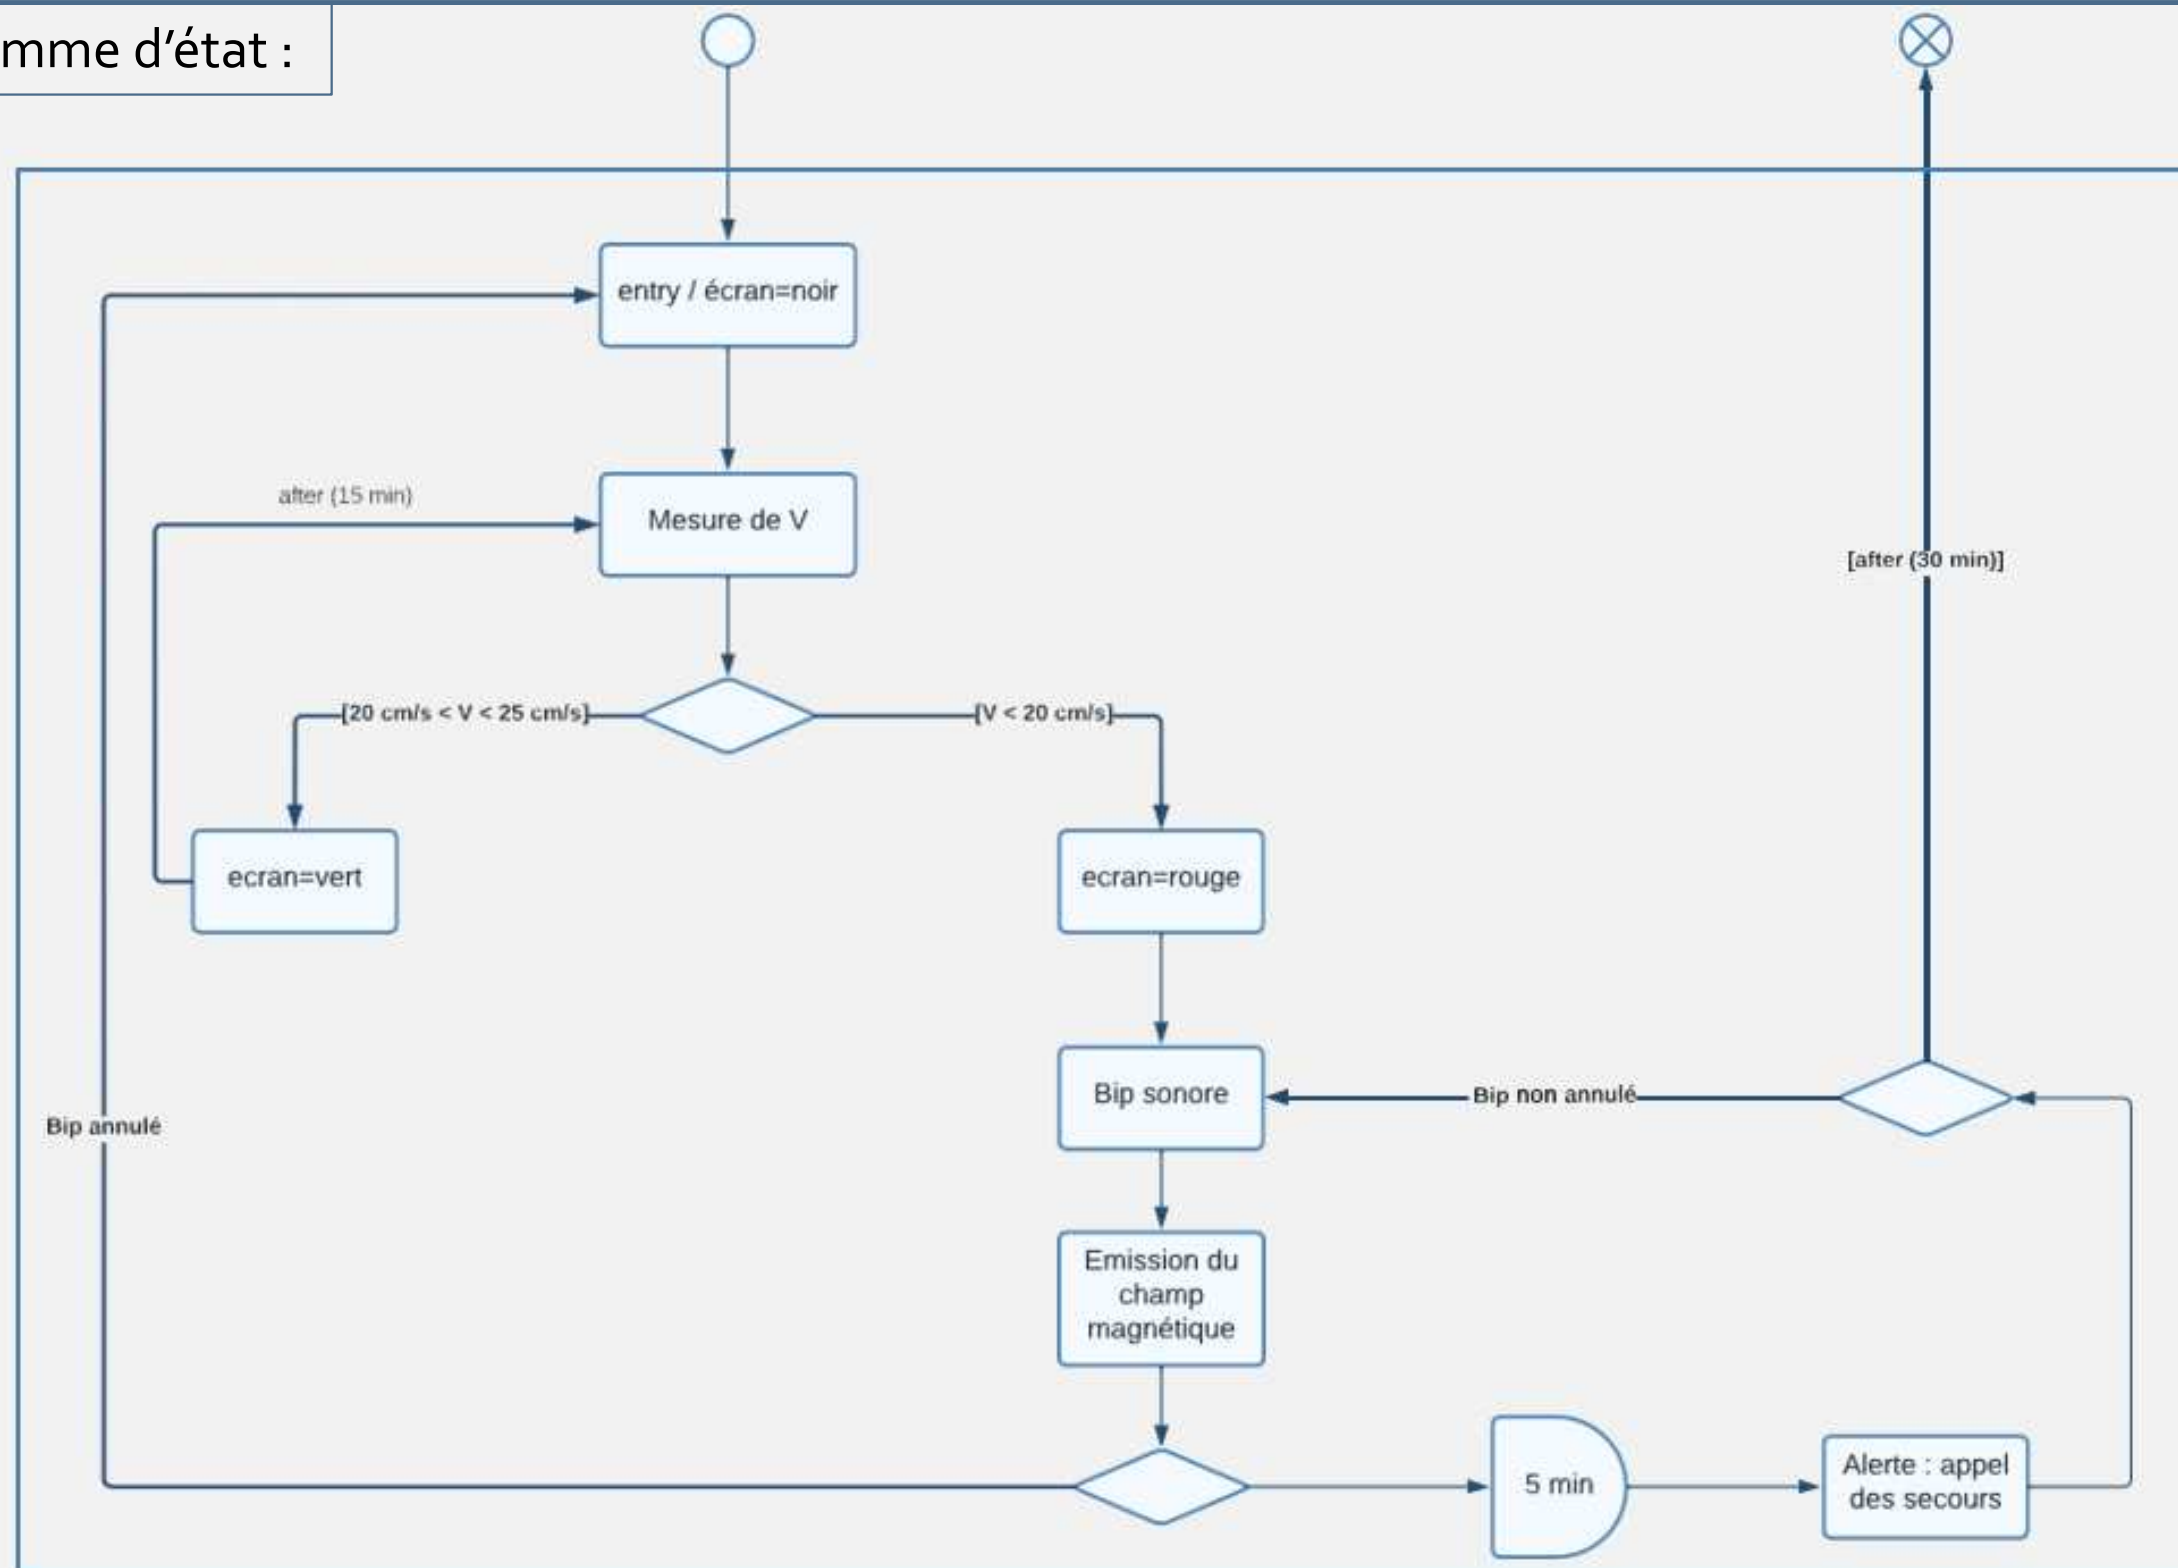 mme d'état :
entry / écran=noir
after (15 min)
Mesure de V
[after (30 min)]
[20 cm/s < V < 25 cm/s]
[V < 20 cm/s]
ecran=vert
ecran=rouge
Bip sonore
Bip non annulé
Bip annulé
Emission du
champ
magnétique
5 min
Alerte : appel
des secours